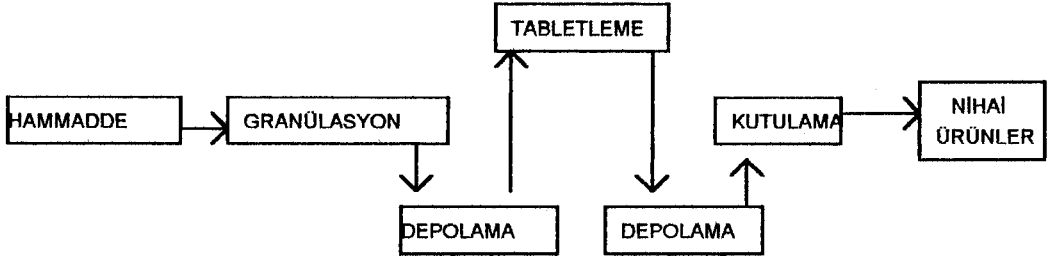 HAMMADDE
GRANÜLASYON
DEPOLAMA
TABLETLEME
DEPOLAMA
KUTULAMA
NİHAİ
ÜRÜNLER